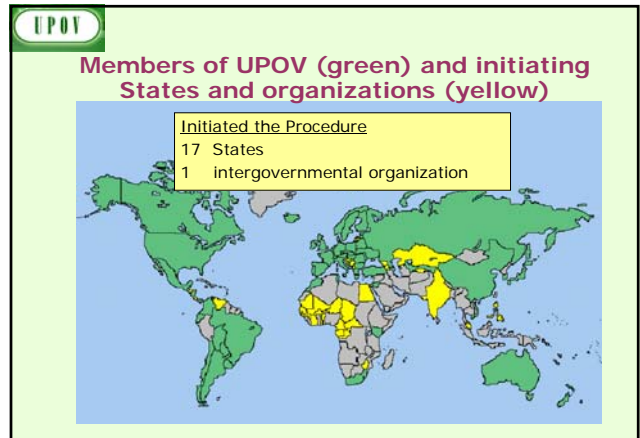 UPOV
Members of UPOV (green) and initiating
States and organizations (yellow)
Initiated the Procedure
17 States
1 intergovernmental organization